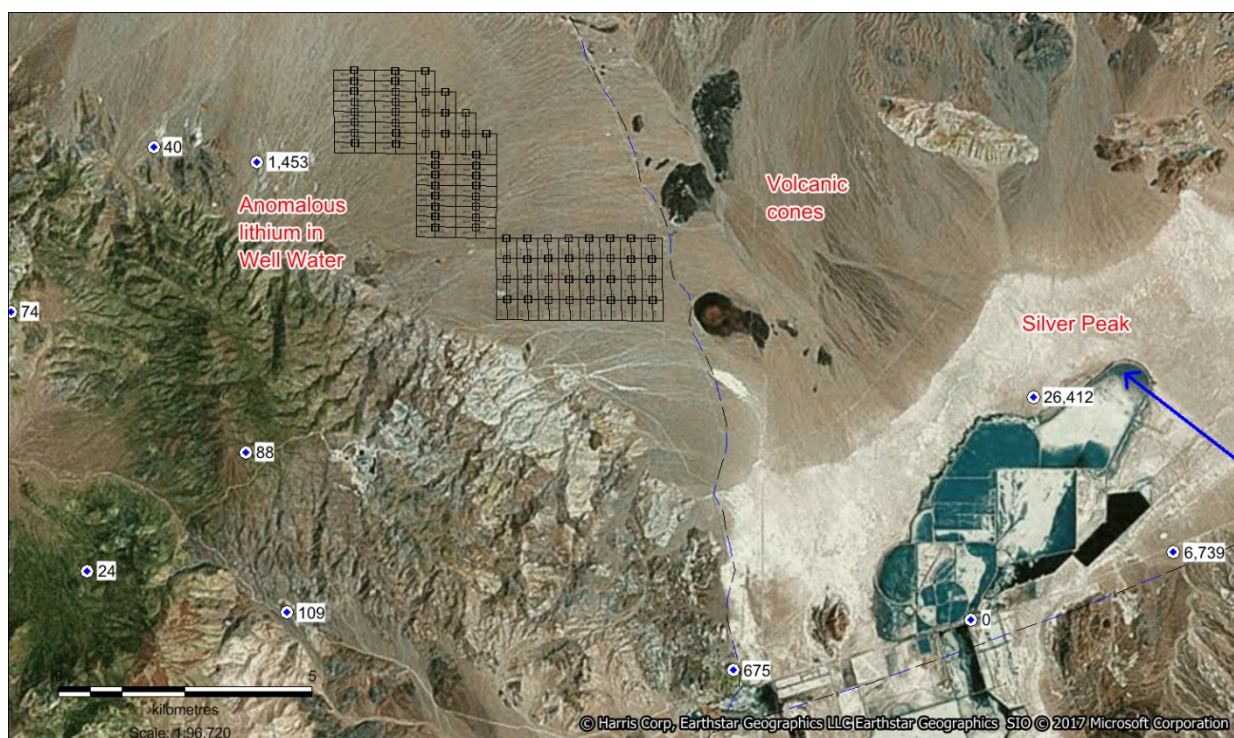 40
1,453
Anomalous
lithium in
Well Water
Volcanic
cones
74
Silver Peak
26,412
88
6,739
24
109
0
675
5
kilometres
Scale: 1:96,720
© Harris Corp, Earthstar Geographics LLC Earthstar Geographics SIO © 2017 Microsoft Corporation